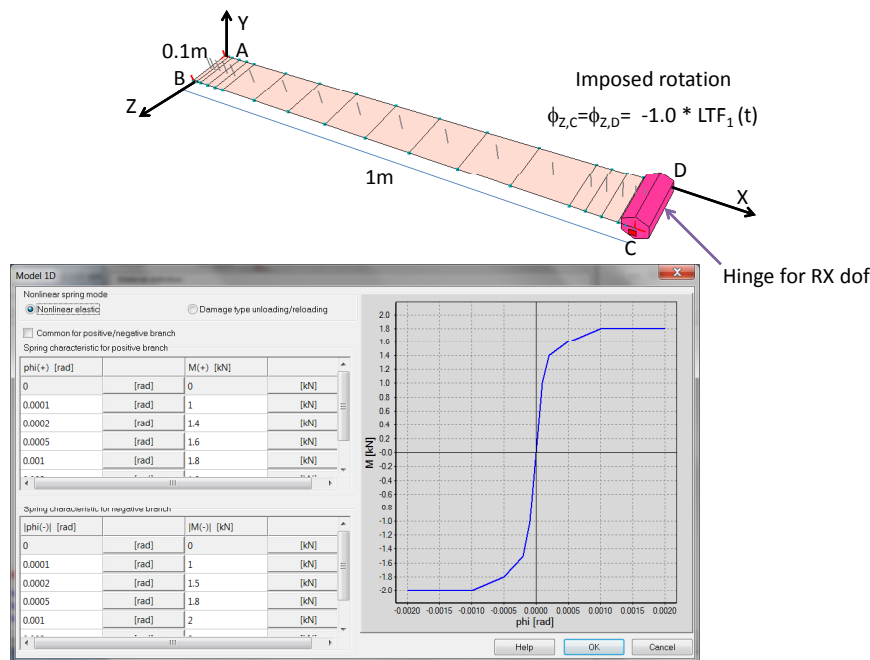 Y
0.1m
A
B
Z
Imposed rotation
ϕZ,C=ϕZ,D= -1.0 * LTF1 (t)
1m
D
X
C
Hinge for RX dof
Model 1D
Nonlinear spring mode
Nonlinear elastic
Damage type unloading/reloading
Common for positive/negative branch
Spring characteristic for positive branch
phi(+) [rad] M(+) [kN]
0 [rad] 0 [kN]
0.0001 [rad] 1 [kN]
0.0002 [rad] 1.4 [kN]
0.0005 [rad] 1.6 [kN]
0.001 [rad] 1.8 [kN]
Spring characteristic for negative branch
|phi(-)| [rad] |M(-)| [kN]
0 [rad] 0 [kN]
0.0001 [rad] 1 [kN]
0.0002 [rad] 1.5 [kN]
0.0005 [rad] 1.8 [kN]
0.001 [rad] 2 [kN]
2.0
1.8
1.6
1.4
1.2
1.0
0.8
0.6
0.4
0.2
-0.0
-0.2
-0.4
-0.6
-0.8
-1.0
-1.2
-1.4
-1.6
-1.8
-2.0
M [kN]
-0.0020 -0.0015 -0.0010 -0.0005 0.0000 0.0005 0.0010 0.0015 0.0020
phi [rad]
Help OK Cancel